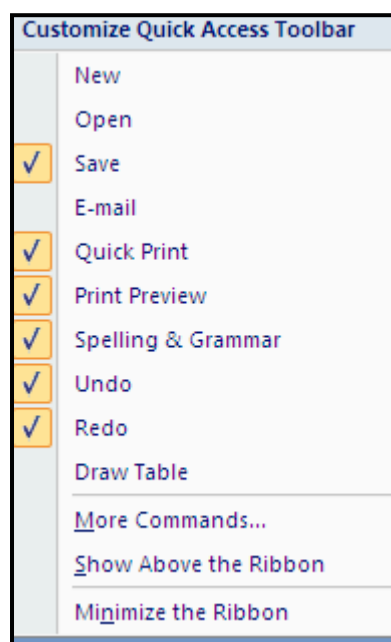 Customize Quick Access Toolbar
New
Open
Save
E-mail
Quick Print
Print Preview
Spelling & Grammar
Undo
Redo
Draw Table
More Commands...
Show Above the Ribbon
Minimize the Ribbon